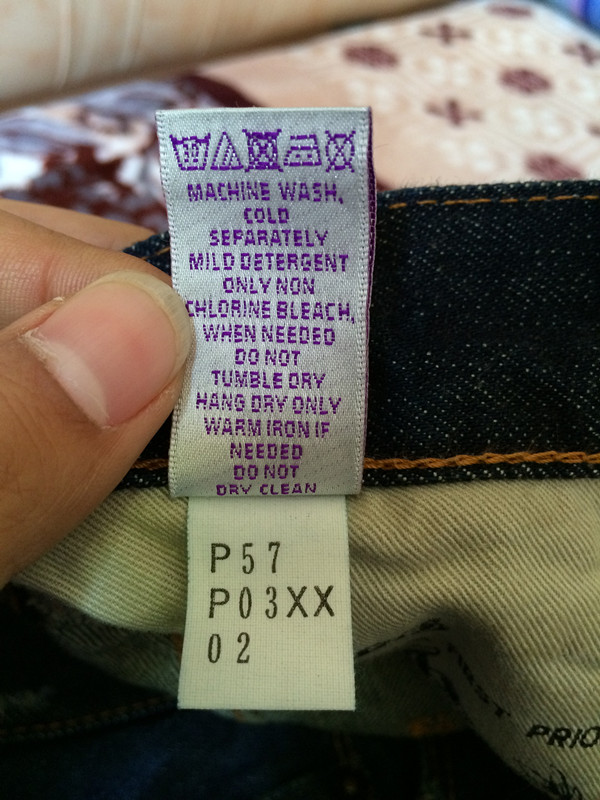 MACHINE WASH,
COLD
SEPARATELY
MILD DETERGENT
ONLY NON
CHLORINE BLEACH,
WHEN NEEDED
DO NOT
TUMBLE DRY
HANG DRY ONLY
WARM IRON IF
NEEDED
DO NOT
DRY CLEAN
P57
P03XX
02
PRIO